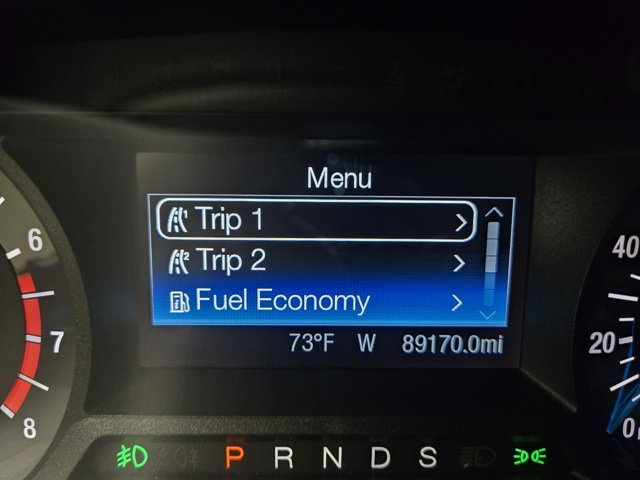 Menu
Trip 1
Trip 2
Fuel Economy
73°F W 89170.0mi
6
7
8
40
20
0
P R N D S